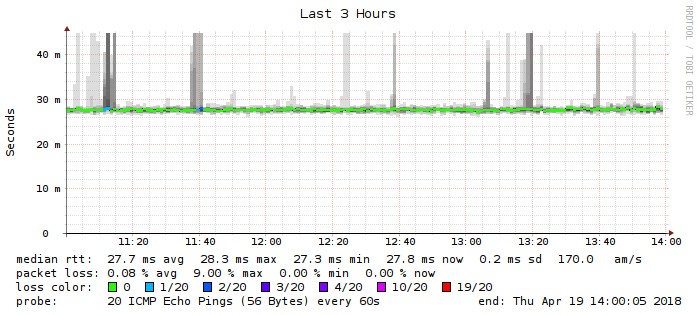 Last 3 Hours
RRDTOOL / TOBI OETIKER
Seconds
40 m
30 m
20 m
10 m
0
11:20 11:40 12:00 12:20 12:40 13:00 13:20 13:40 14:00
median rtt: 27.7 ms avg 28.3 ms max 27.3 ms min 27.8 ms now 0.2 ms sd 170.0 am/s
packet loss: 0.08 % avg 9.00 % max 0.00 % min 0.00 % now
loss color: 0 1/20 2/20 3/20 4/20 10/20 19/20
probe: 20 ICMP Echo Pings (56 Bytes) every 60s end: Thu Apr 19 14:00:05 2018